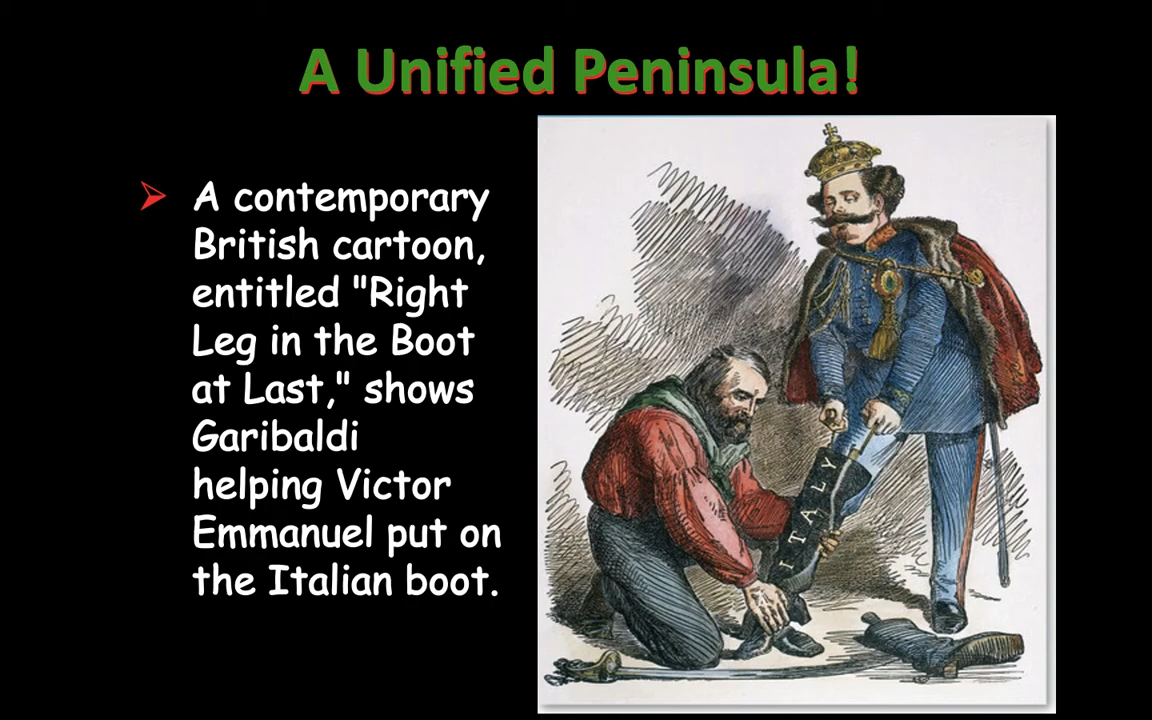 A Unified Peninsula!
A contemporary
British cartoon,
entitled "Right
Leg in the Boot
at Last," shows
Garibaldi
helping Victor
Emmanuel put on
the Italian boot.
ITALY